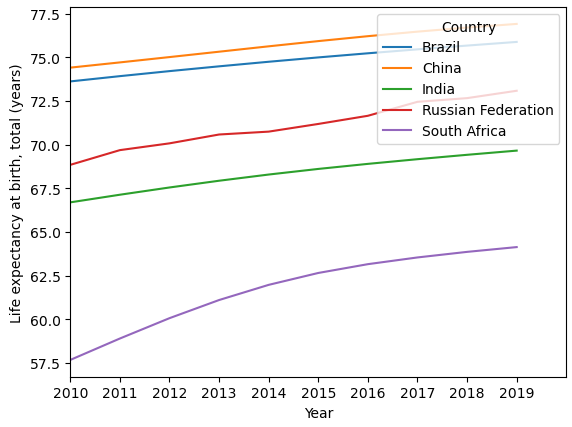 77.5
75.0
72.5
70.0
67.5
65.0
62.5
60.0
57.5
Life expectancy at birth, total (years)
Country
Brazil
China
India
Russian Federation
South Africa
2010 2011 2012 2013 2014 2015 2016 2017 2018 2019
Year